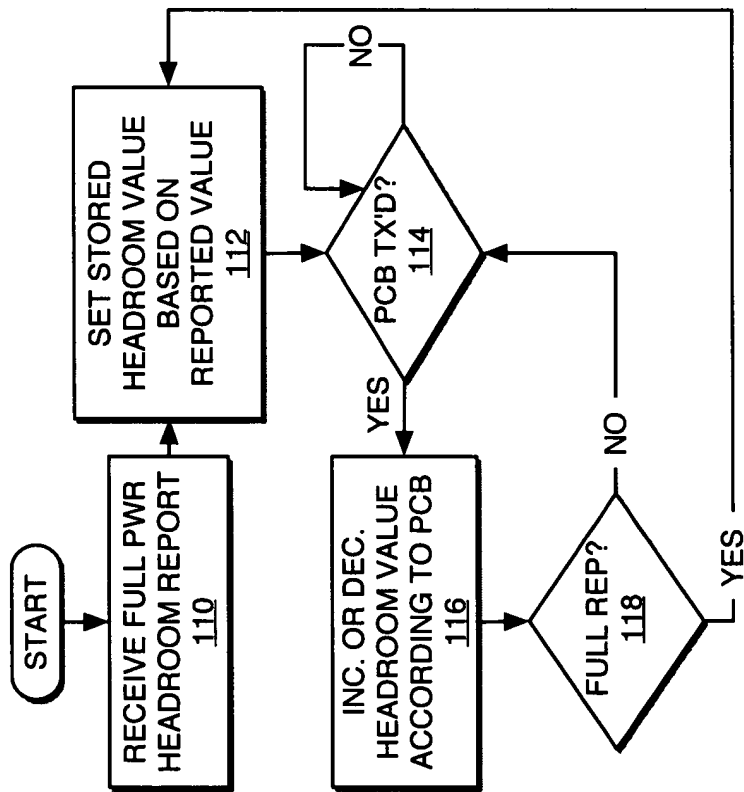 START
RECEIVE FULL PWR
HEADROOM REPORT
110
SET STORED
HEADROOM VALUE
BASED ON
REPORTED VALUE
112
PCB TX'D?
114
NO
YES
INC. OR DEC.
HEADROOM VALUE
ACCORDING TO PCB
116
FULL REP?
118
NO
YES